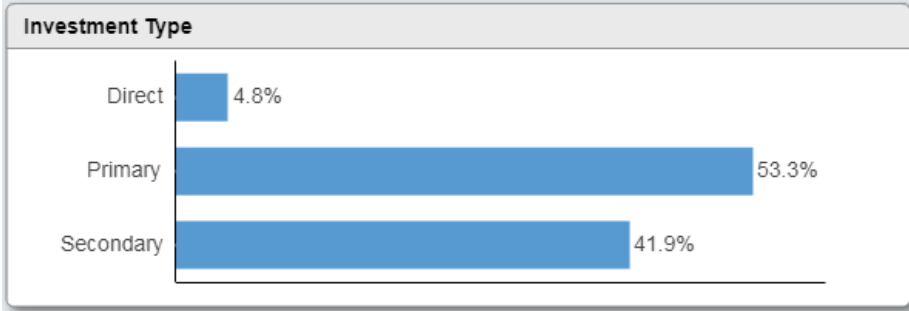 Investment Type
Direct 4.8%
Primary 53.3%
Secondary 41.9%